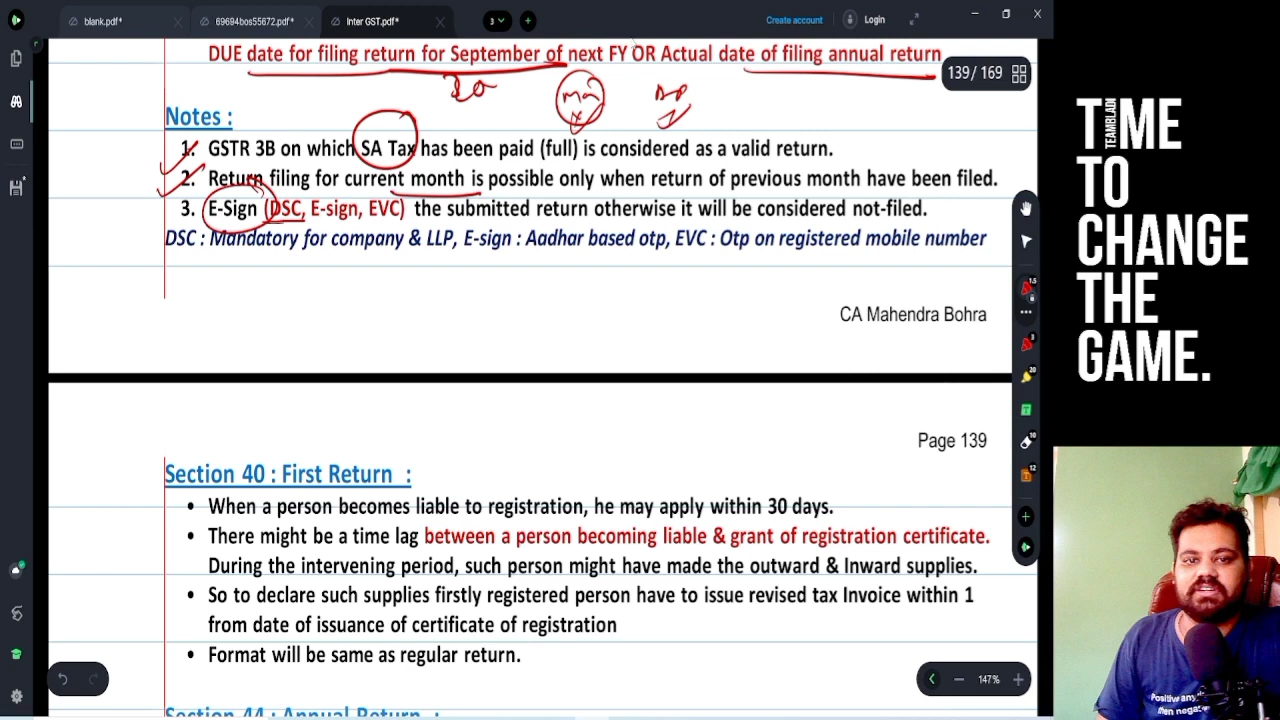 blank.pdf*
69694bos55672.pdf*
Inter GST.pdf*
3
Create account
Login
DUE date for filing return for September of next FY OR Actual date of filing annual return
139 / 169
20
Notes :
1. GSTR 3B on which SA Tax has been paid (full) is considered as a valid return.
2. Return filing for current month is possible only when return of previous month have been filed.
3. E-Sign (DSC, E-sign, EVC) the submitted return otherwise it will be considered not-filed.
DSC : Mandatory for company & LLP, E-sign : Aadhar based otp, EVC : Otp on registered mobile number
CA Mahendra Bohra
Page 139
Section 40 : First Return :
• When a person becomes liable to registration, he may apply within 30 days.
• There might be a time lag between a person becoming liable & grant of registration certificate.
During the intervening period, such person might have made the outward & Inward supplies.
• So to declare such supplies firstly registered person have to issue revised tax Invoice within 1
from date of issuance of certificate of registration
• Format will be same as regular return.
Section 44 : Annual Return :
147%
TIME
TEAMBLADN
TO
CHANGE
THE
GAME.